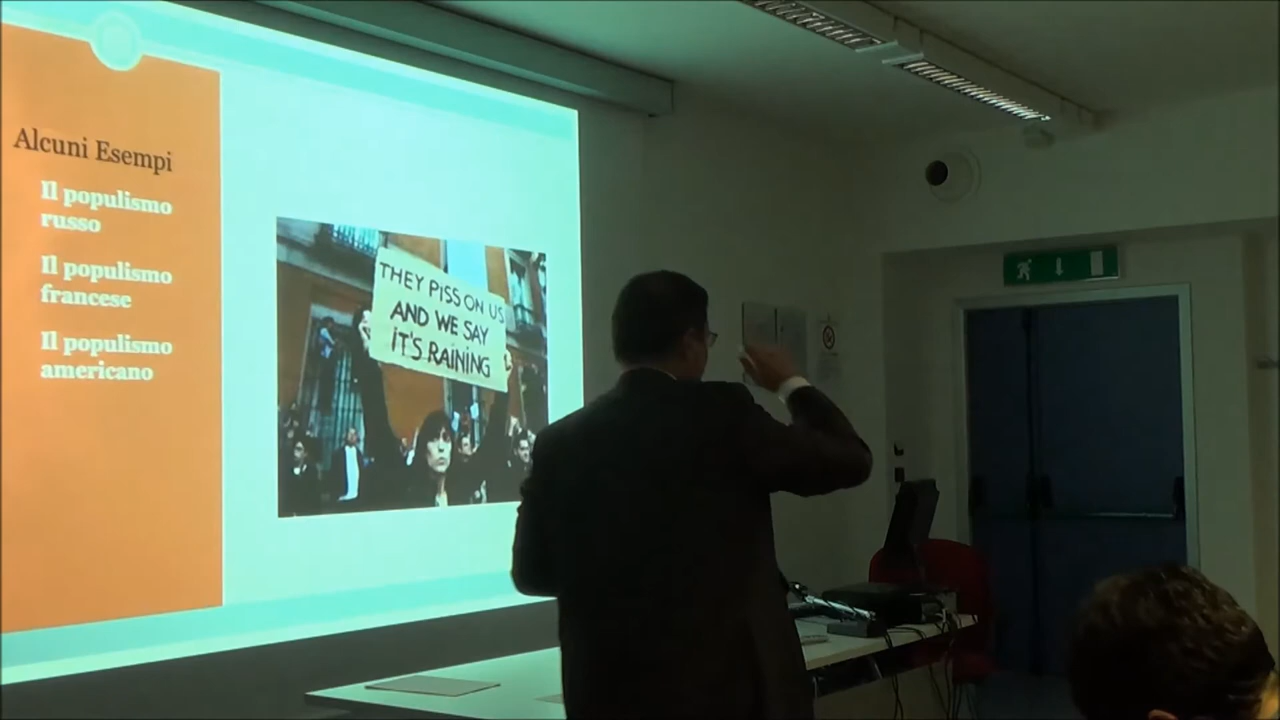 Alcuni Esempi
Il populismo
russo
Il populismo
francese
Il populismo
americano
THEY PISS ON US
AND WE SAY
IT'S RAINING